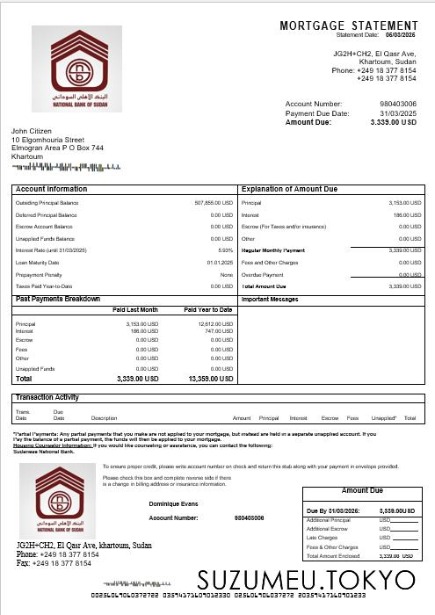 MORTGAGE STATEMENT
Statement Date: 06/03/2026
البنك الأهلي السوداني
NATIONAL BANK OF SUDAN
JG2H+CH2, El Qasr Ave,
Khartoum, Sudan
Phone: +249 18 377 8154
+249 18 377 8154
Account Number: 980403006
Payment Due Date: 31/03/2025
Amount Due: 3,339.00 USD
John Citizen
10 Elgomhouria Street
Elmogran Area P O Box 744
Khartoum
Account Information
Outstanding Principal Balance 507,855.00 USD
Deferred Principal Balance 0.00 USD
Escrow Account Balance 0.00 USD
Unapplied Funds Balance 0.00 USD
Interest Rate (until 31/03/2025)
Loan Maturity Date 01.01.2025
Prepayment Penalty None
Taxes Paid Year-to-Date 0.00 USD
Explanation of Amount Due
Principal 3,153.00 USD
Interest 186.00 USD
Escrow (For Taxes and/or insurance) 0.00 USD
Other 0.00 USD
Regular Monthly Payment 3,339.00 USD
Fees and Other Charges 0.00 USD
Overdue Payment 0.00 USD
Total Amount Due 3,339.00 USD
Past Payments Breakdown
Paid Last Month Paid Year to Date
Principal 3,153.00 USD 12,612.00 USD
Interest 186.00 USD 747.00 USD
Escrow 0.00 USD 0.00 USD
Fees 0.00 USD 0.00 USD
Other 0.00 USD 0.00 USD
Unapplied Funds 0.00 USD 0.00 USD
Total 3,339.00 USD 13,359.00 USD
Important Messages
Transaction Activity
Trans. Date Due Date Description Amount Principal Interest Escrow Fees Unapplied* Total
*Partial Payments: Any partial payments that you make are not applied to your mortgage, but instead are held in a separate unapplied account. If you
Pay the balance of a partial payment, the funds will then be applied to your mortgage.
Housing Counselor Information: If you would like counseling or assistance, you can contact the following:
Sudanese National Bank.
البنك الأهلي السوداني
NATIONAL BANK OF SUDAN
To ensure proper credit, please write account number on check and return this stub along with your payment in envelope provided.
Please check this box and complete reverse side if there
is a change in billing address or insurance information.
Dominique Evans
Account Number: 980403006
Amount Due
Due By 31/03/2026: 3,339.00USD
Additional Principal USD
Additional Escrow USD
Late Charges USD
Fees & Other Charges USD
Total Amount Enclosed 3,339.00 USD
JG2H+CH2, El Qasr Ave, khartoum, Sudan
Phone: +249 18 377 8154
Fax: +249 18 377 8154
SUZUMEU.TOKYO